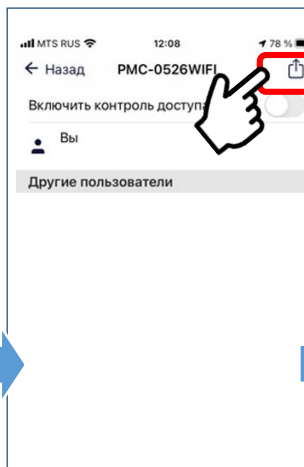 MTS RUS 12:08 78 %
← Назад PMC-0526WIFI
Включить контроль доступа
Вы
Другие пользователи